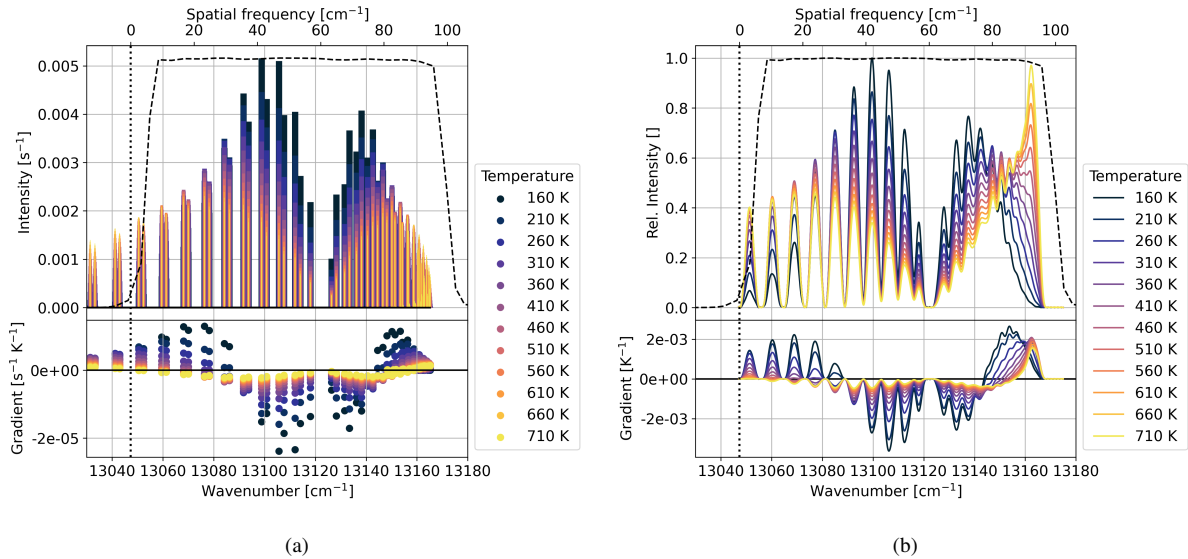 Spatial frequency [cm⁻¹]
0 20 40 60 80 100
Intensity [s⁻¹]
0.005
0.004
0.003
0.002
0.001
0.000
Gradient [s⁻¹ K⁻¹]
0e+00
-2e-05
13040 13060 13080 13100 13120 13140 13160 13180
Wavenumber [cm⁻¹]
Temperature
160 K
210 K
260 K
310 K
360 K
410 K
460 K
510 K
560 K
610 K
660 K
710 K
(a)
Spatial frequency [cm⁻¹]
0 20 40 60 80 100
Rel. Intensity []
1.0
0.8
0.6
0.4
0.2
0.0
Gradient [K⁻¹]
2e-03
0e+00
-2e-03
13040 13060 13080 13100 13120 13140 13160 13180
Wavenumber [cm⁻¹]
Temperature
160 K
210 K
260 K
310 K
360 K
410 K
460 K
510 K
560 K
610 K
660 K
710 K
(b)